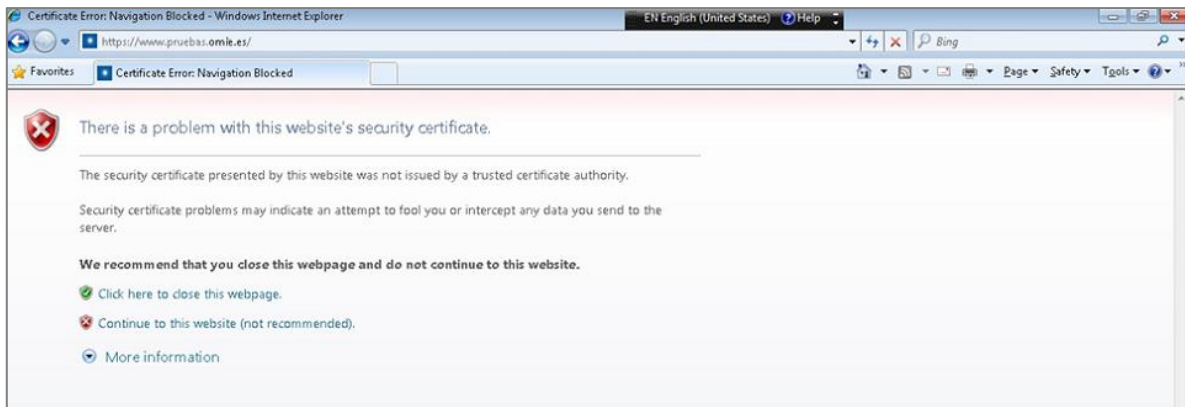 Certificate Error: Navigation Blocked - Windows Internet Explorer
EN English (United States) ? Help
https://www.pruebas.omie.es/
Bing
Favorites
Certificate Error: Navigation Blocked
Page
Safety
Tools
There is a problem with this website's security certificate.
The security certificate presented by this website was not issued by a trusted certificate authority.
Security certificate problems may indicate an attempt to fool you or intercept any data you send to the
server.
We recommend that you close this webpage and do not continue to this website.
Click here to close this webpage.
Continue to this website (not recommended).
More information